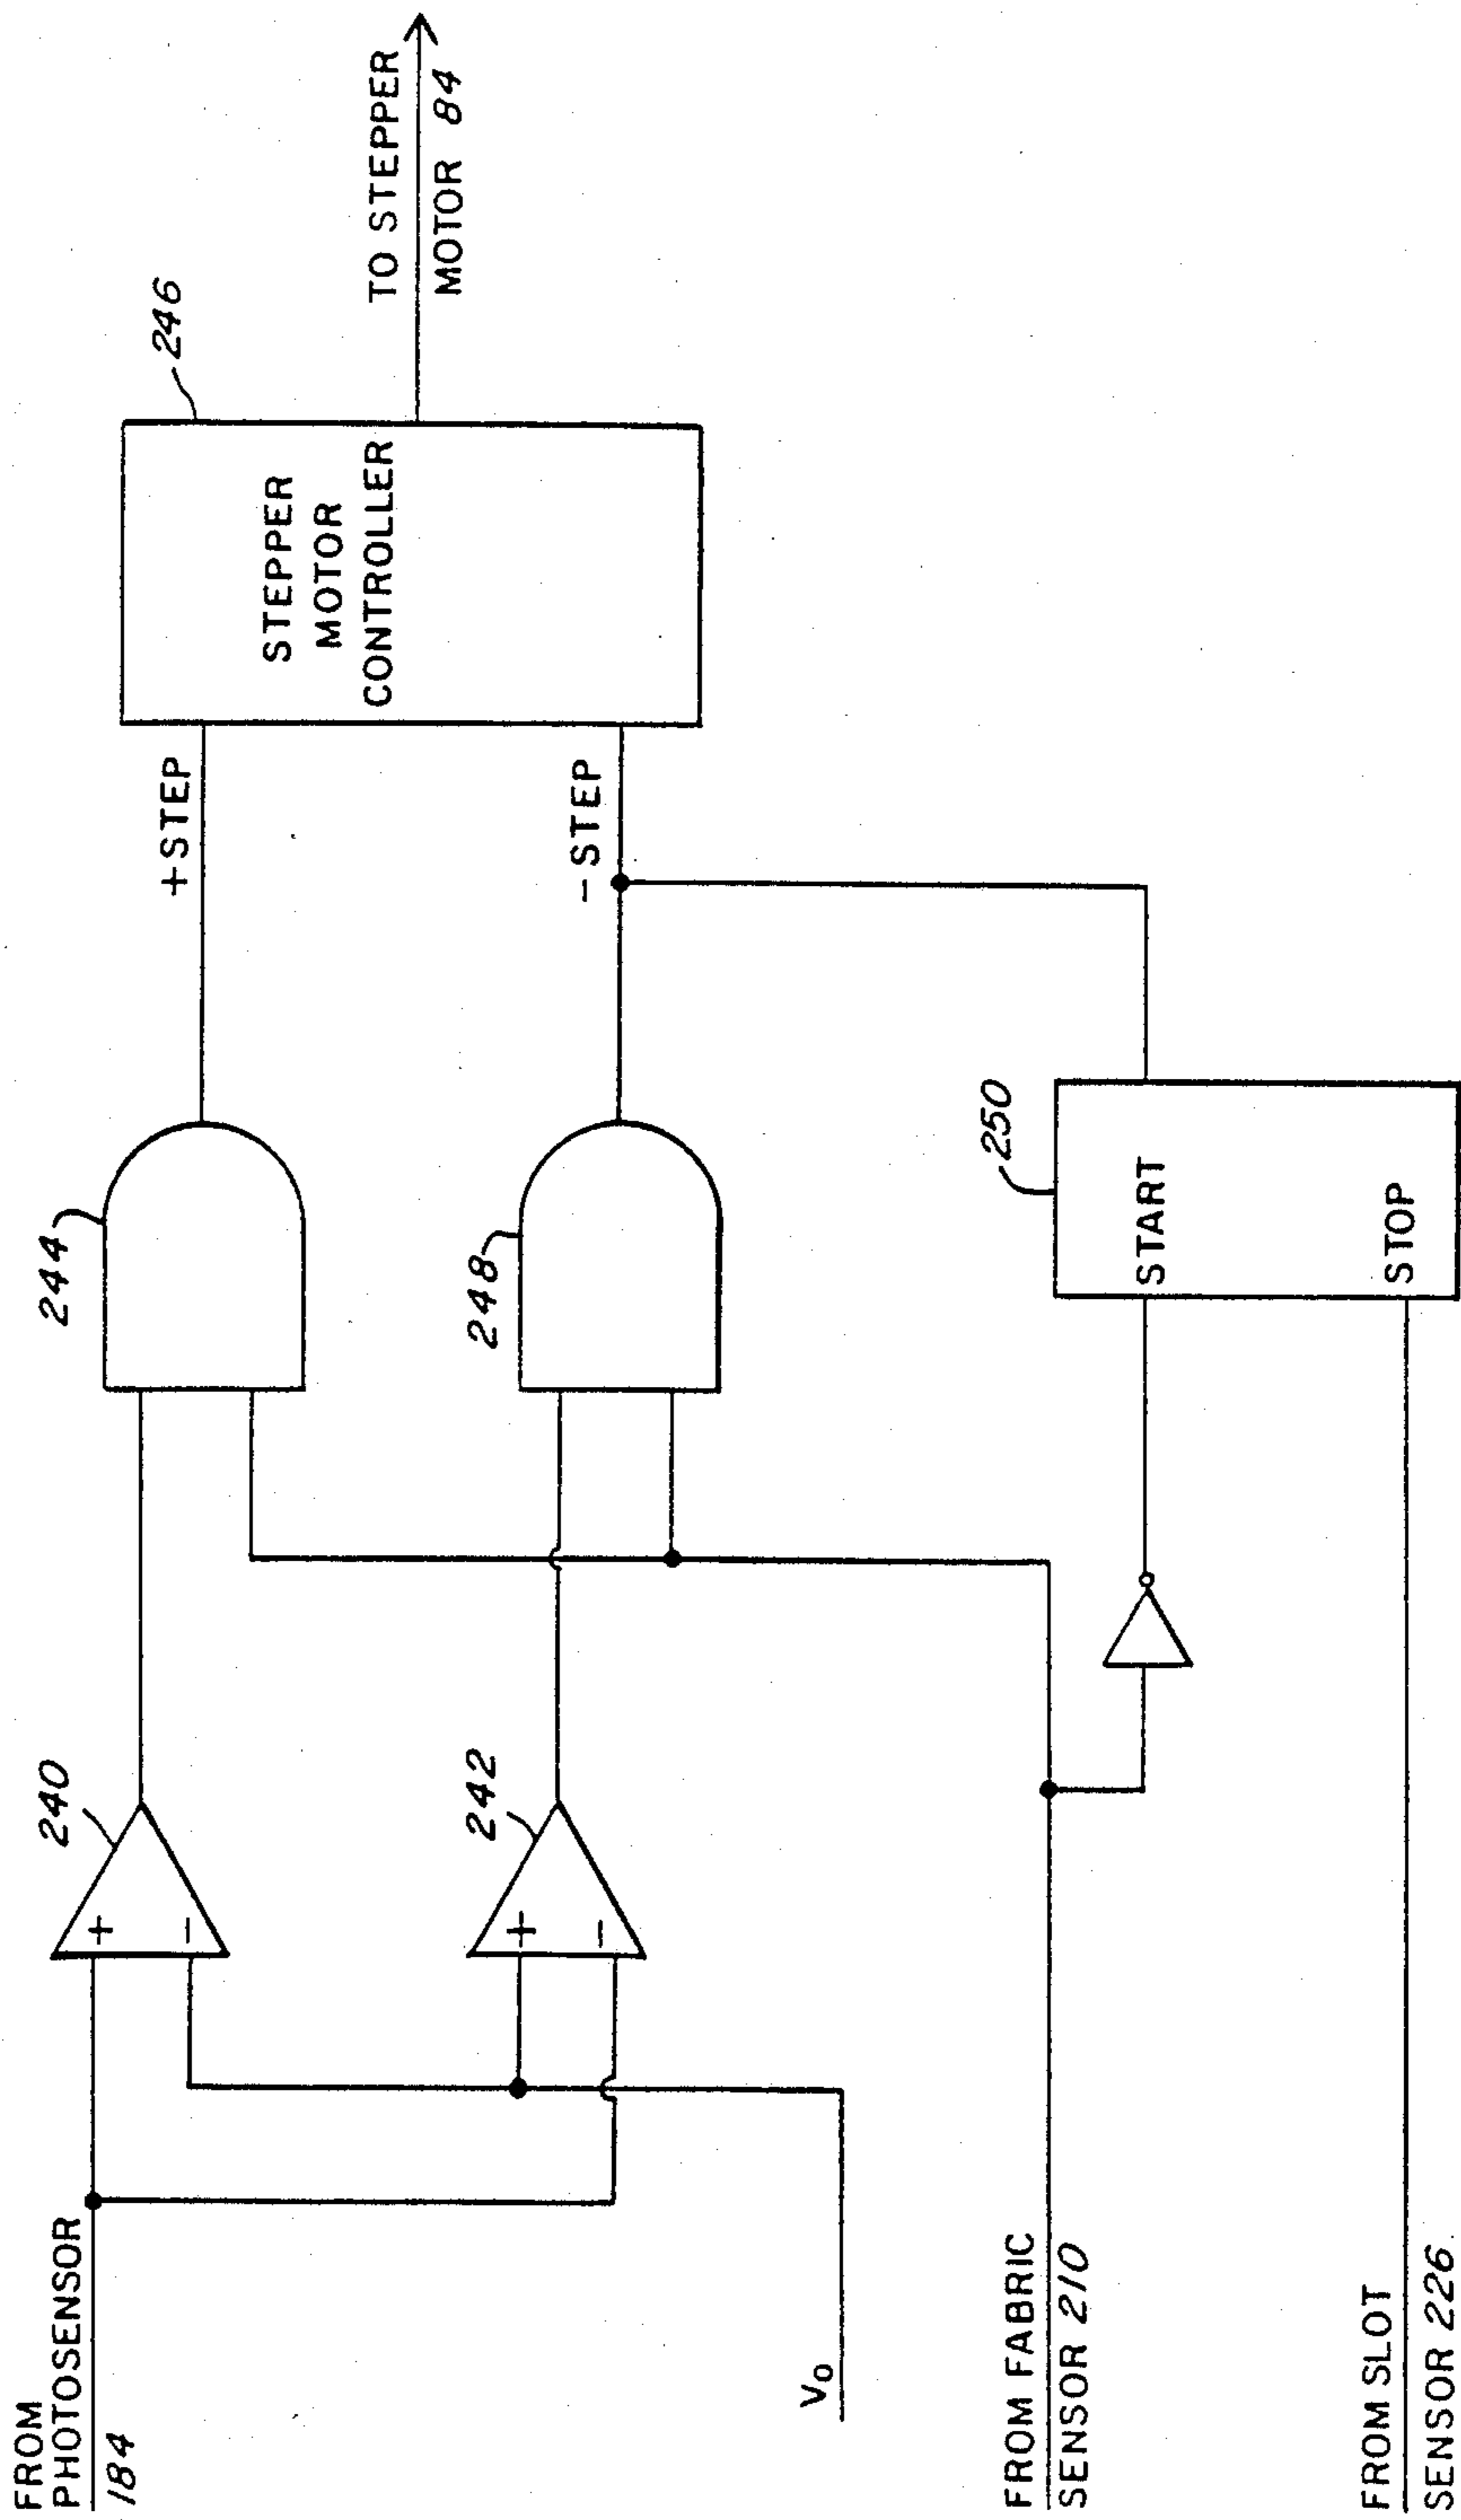 FROM
PHOTOSENSOR
184
240
+
−
242
+
−
V₀
244
248
+STEP
−STEP
STEPPER
MOTOR
CONTROLLER
246
TO STEPPER
MOTOR 84
FROM FABRIC
SENSOR 210
250
START
STOP
FROM SLOT
SENSOR 226